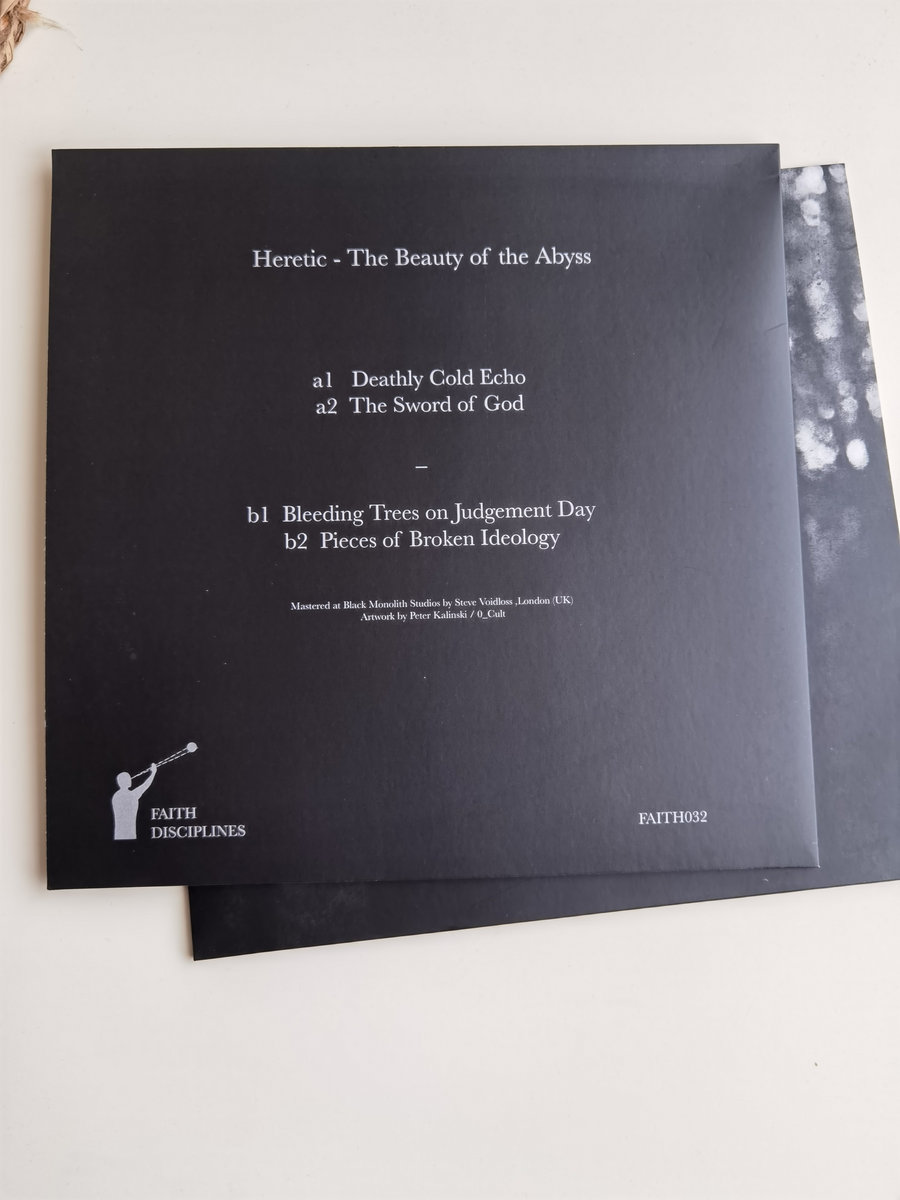 Heretic - The Beauty of the Abyss
a1 Deathly Cold Echo
a2 The Sword of God
–
b1 Bleeding Trees on Judgement Day
b2 Pieces of Broken Ideology
Mastered at Black Monolith Studios by Steve Voidloss ,London (UK)
Artwork by Peter Kalinski / 0_Cult
FAITH
DISCIPLINES
FAITH032